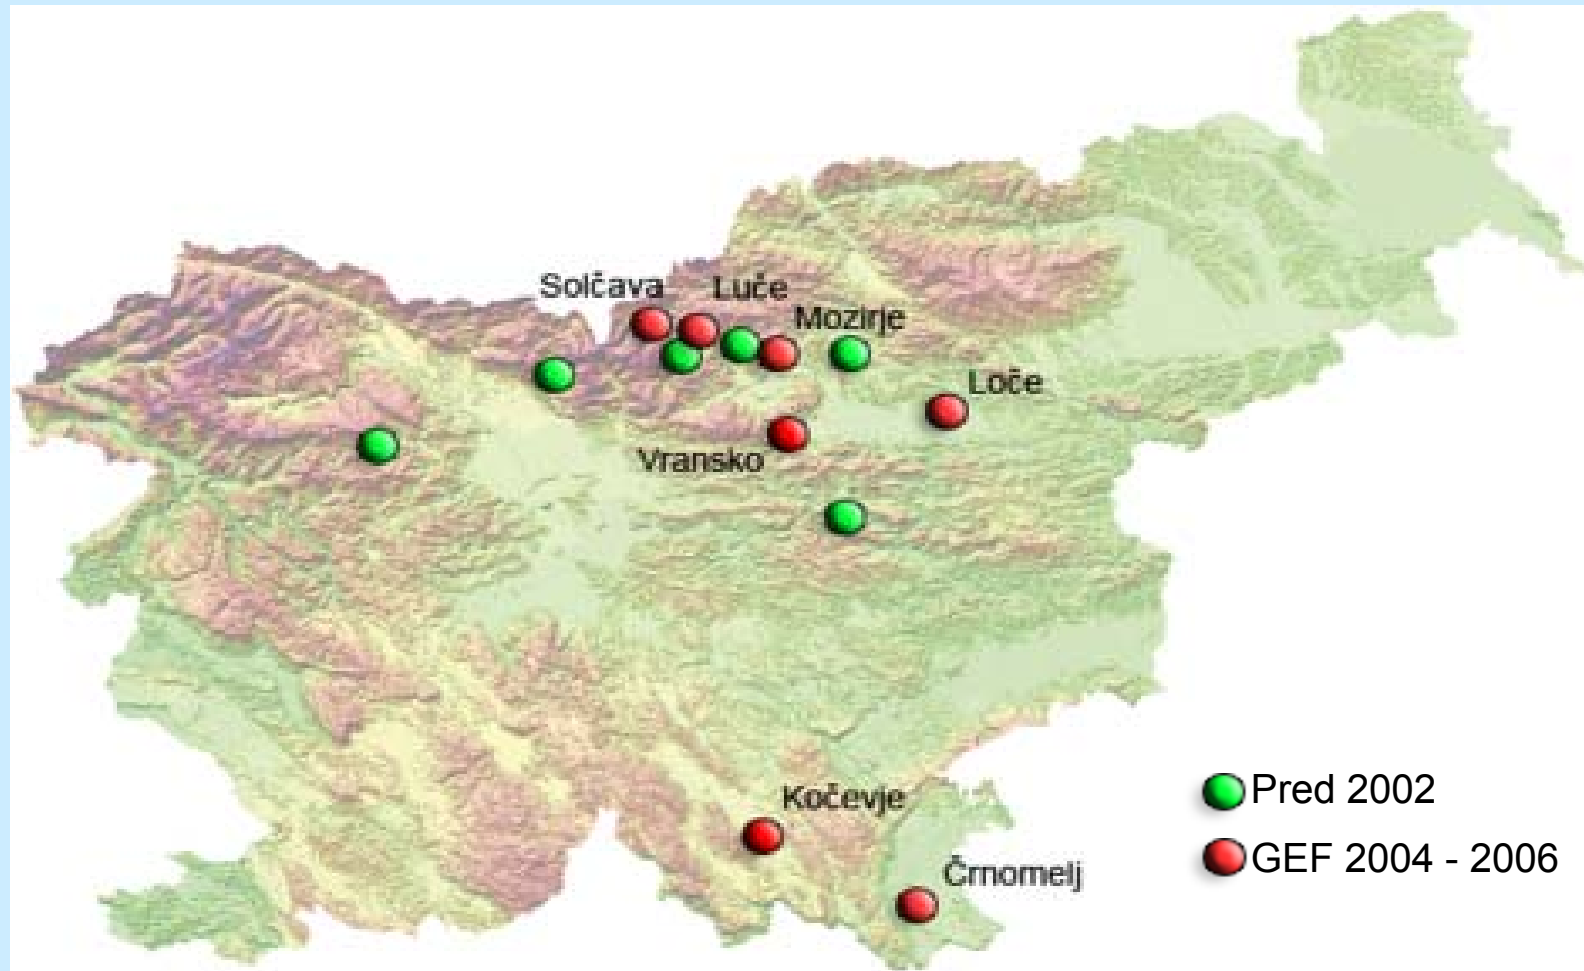 Solčava
Luče
Mozirje
Loče
Vransko
Kočevje
Črnomelj
Pred 2002
GEF 2004 - 2006